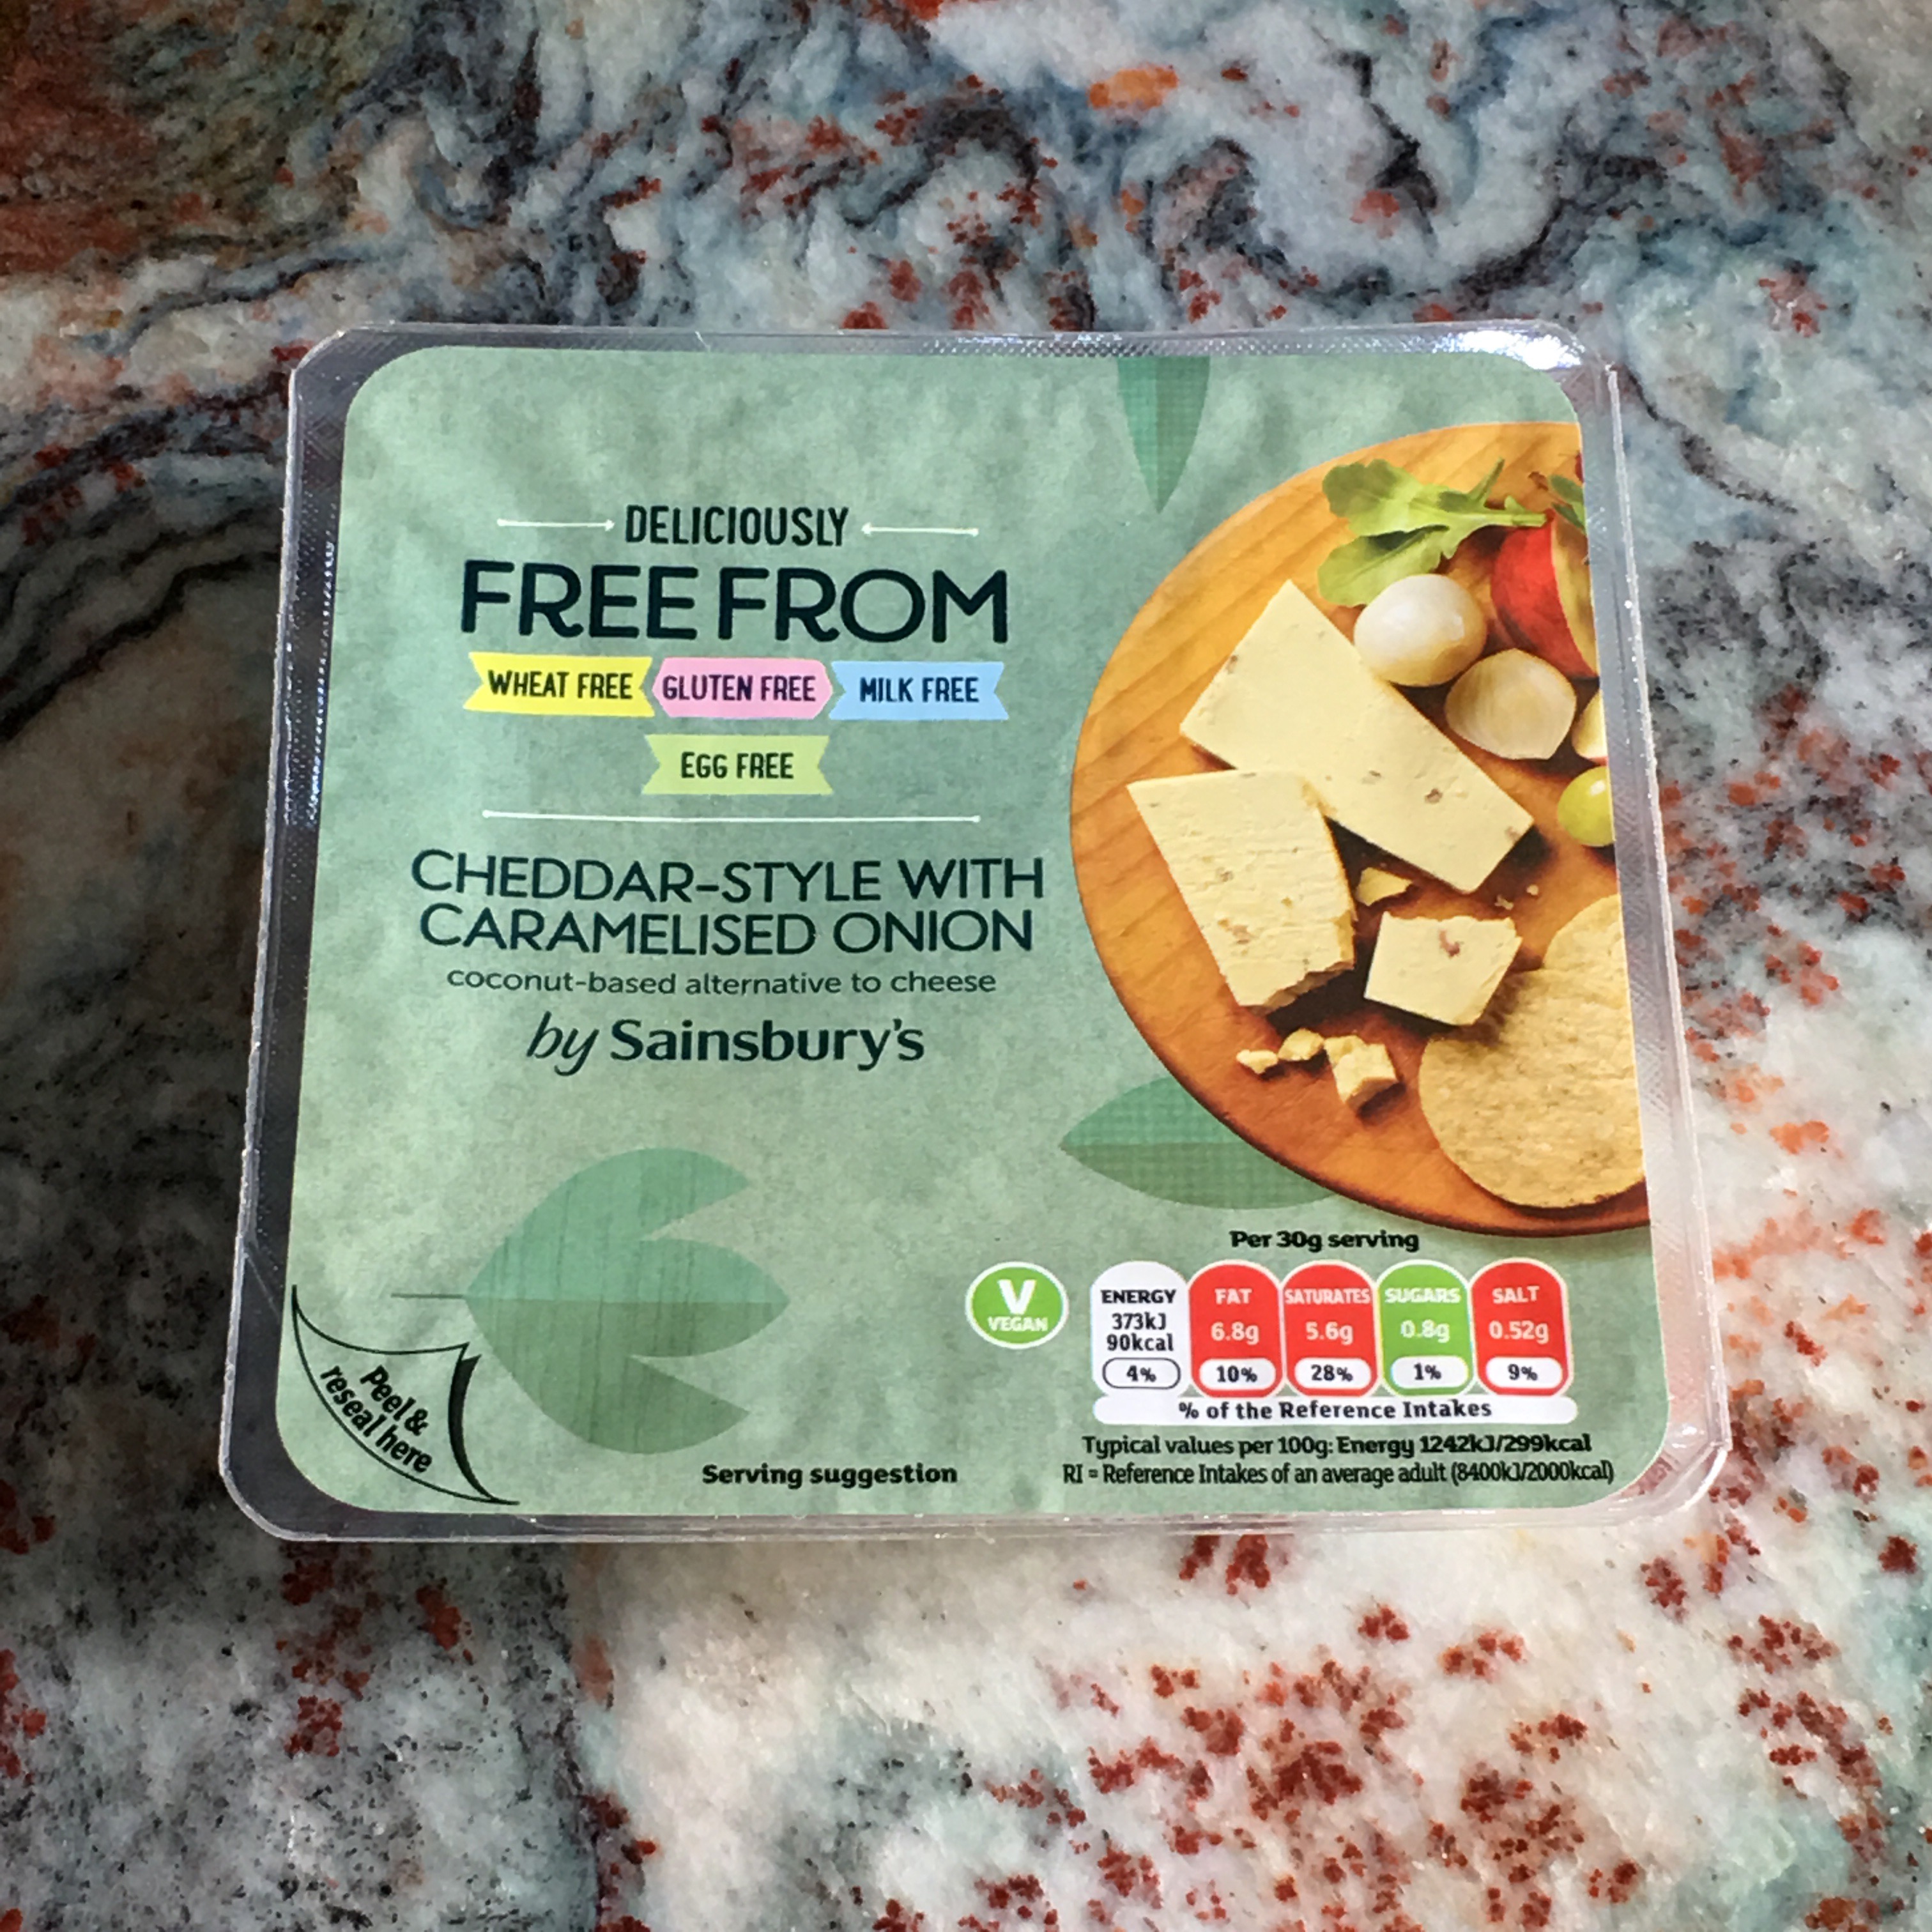 DELICIOUSLY
FREE FROM
WHEAT FREE GLUTEN FREE MILK FREE
EGG FREE
CHEDDAR-STYLE WITH
CARAMELISED ONION
coconut-based alternative to cheese
by Sainsbury's
Peel &
reseal here
Serving suggestion
V
VEGAN
Per 30g serving
ENERGY FAT SATURATES SUGARS SALT
373kJ
90kcal 6.8g 5.6g 0.8g 0.52g
4% 10% 28% 1% 9%
% of the Reference Intakes
Typical values per 100g: Energy 1242kJ/299kcal
RI = Reference Intakes of an average adult (8400kJ/2000kcal)